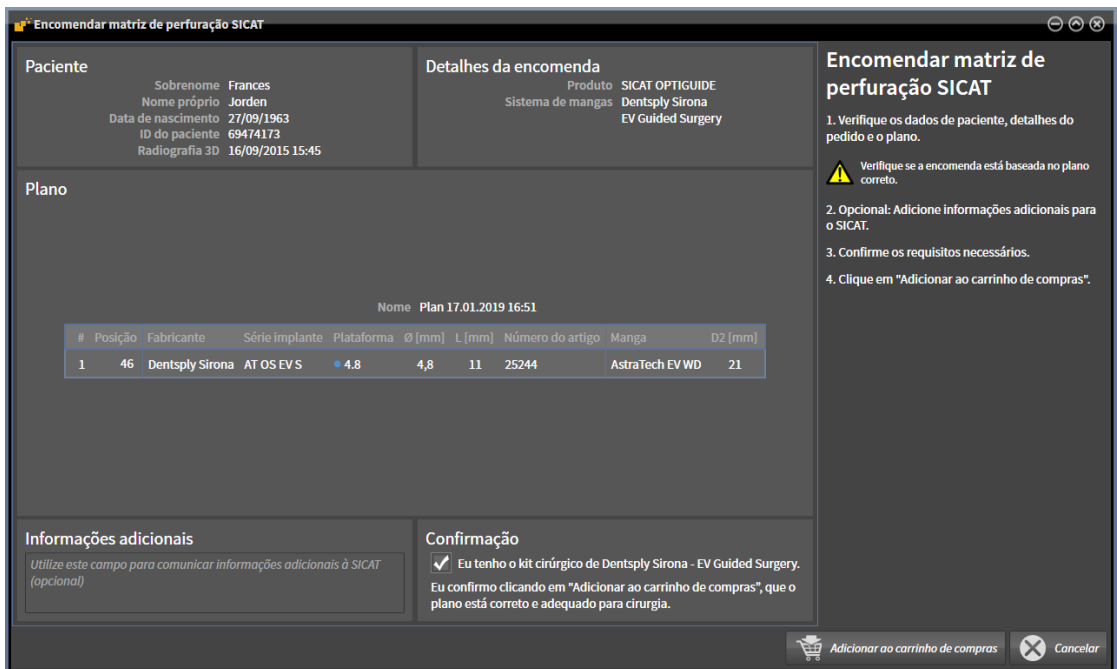 Encomendar matriz de perfuração SICAT
Paciente
Sobrenome Frances
Nome próprio Jorden
Data de nascimento 27/09/1963
ID do paciente 69474173
Radiografia 3D 16/09/2015 15:45
Detalhes da encomenda
Produto SICAT OPTIGUIDE
Sistema de mangas Dentsply Sirona
EV Guided Surgery
Plano
Nome Plan 17.01.2019 16:51
# Posição Fabricante Série implante Plataforma Ø [mm] L [mm] Número do artigo Manga D2 [mm]
1 46 Dentsply Sirona AT OS EV S 4.8 4,8 11 25244 AstraTech EV WD 21
Informações adicionais
Utilize este campo para comunicar informações adicionais à SICAT
(opcional)
Confirmação
Eu tenho o kit cirúrgico de Dentsply Sirona - EV Guided Surgery.
Eu confirmo clicando em "Adicionar ao carrinho de compras", que o
plano está correto e adequado para cirurgia.
Encomendar matriz de
perfuração SICAT
1. Verifique os dados de paciente, detalhes do
pedido e o plano.
Verifique se a encomenda está baseada no plano
correto.
2. Opcional: Adicione informações adicionais para
o SICAT.
3. Confirme os requisitos necessários.
4. Clique em "Adicionar ao carrinho de compras".
Adicionar ao carrinho de compras
Cancelar